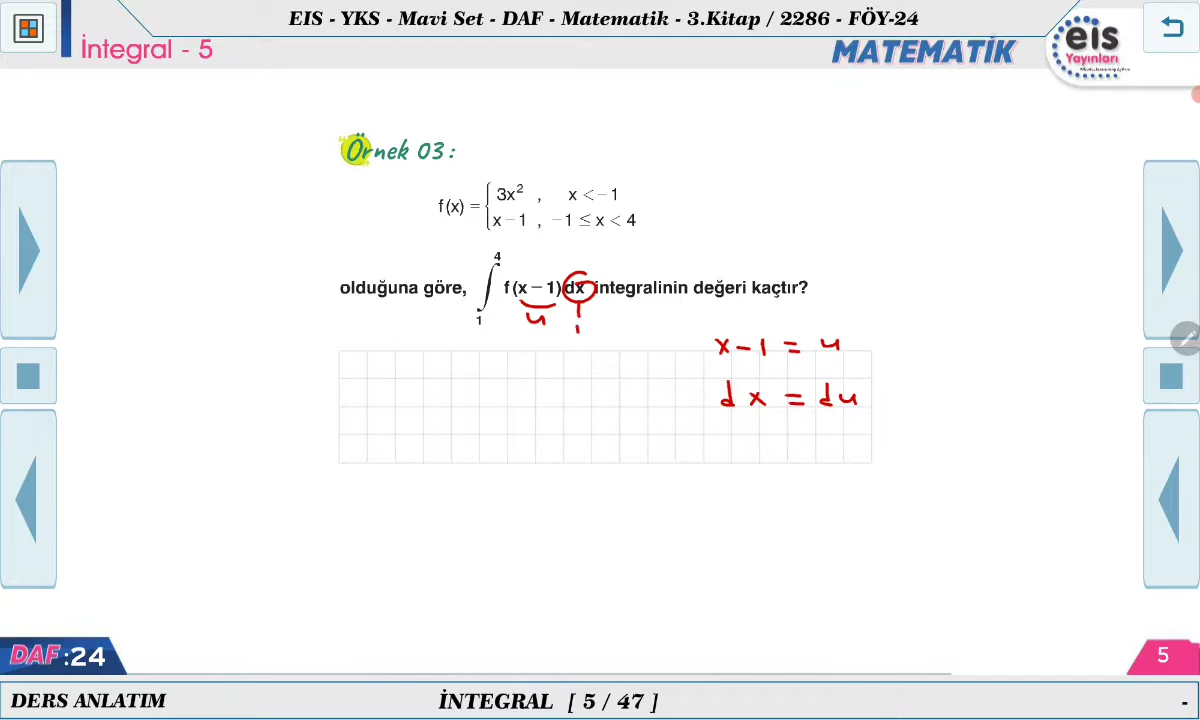 EIS - YKS - Mavi Set - DAF - Matematik - 3.Kitap / 2286 - FÖY-24
İntegral - 5
MATEMATİK
eis
Yayınları
Örnek 03 :
f(x) = { 3x² , x < −1
x − 1 , −1 ≤ x < 4
olduğuna göre, ∫₁⁴ f(x − 1)dx integralinin değeri kaçtır?
u
x - 1 = u
dx = du
DAF :24
5
DERS ANLATIM
İNTEGRAL [ 5 / 47 ]
-